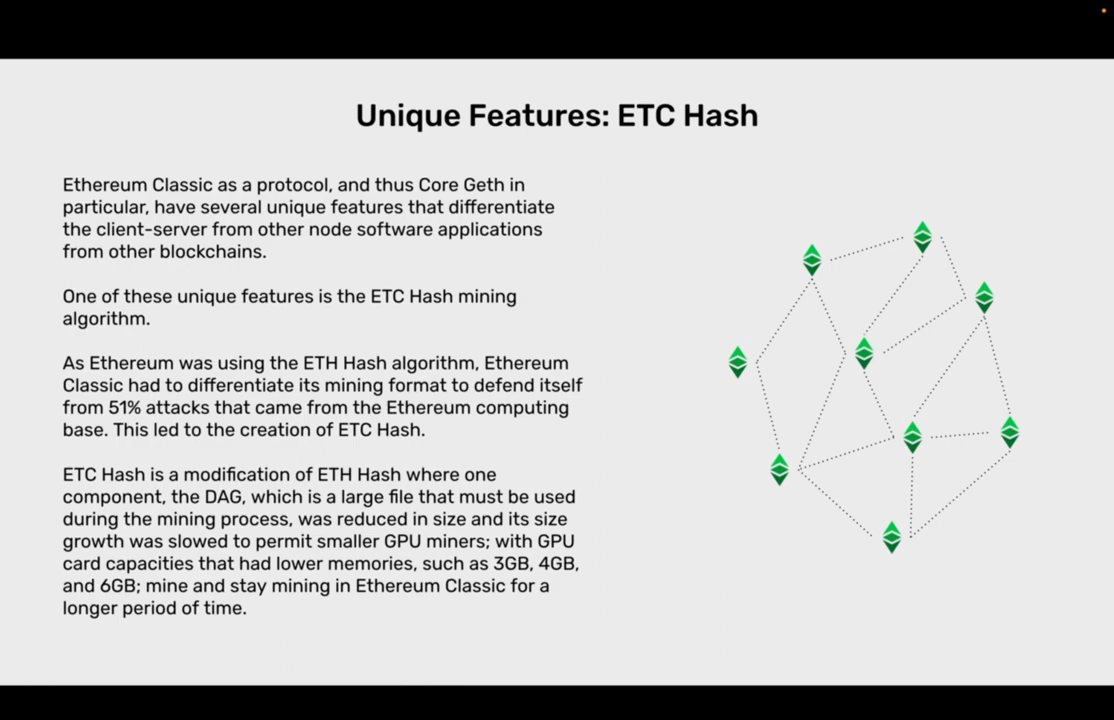 Unique Features: ETC Hash
Ethereum Classic as a protocol, and thus Core Geth in
particular, have several unique features that differentiate
the client-server from other node software applications
from other blockchains.
One of these unique features is the ETC Hash mining
algorithm.
As Ethereum was using the ETH Hash algorithm, Ethereum
Classic had to differentiate its mining format to defend itself
from 51% attacks that came from the Ethereum computing
base. This led to the creation of ETC Hash.
ETC Hash is a modification of ETH Hash where one
component, the DAG, which is a large file that must be used
during the mining process, was reduced in size and its size
growth was slowed to permit smaller GPU miners; with GPU
card capacities that had lower memories, such as 3GB, 4GB,
and 6GB; mine and stay mining in Ethereum Classic for a
longer period of time.